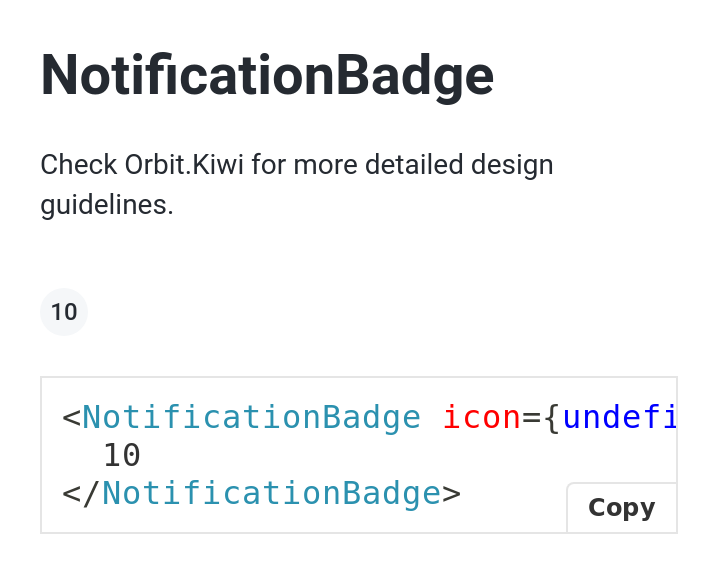 NotificationBadge
Check Orbit.Kiwi for more detailed design
guidelines.
10
<NotificationBadge icon={undefi
10
</NotificationBadge>
Copy